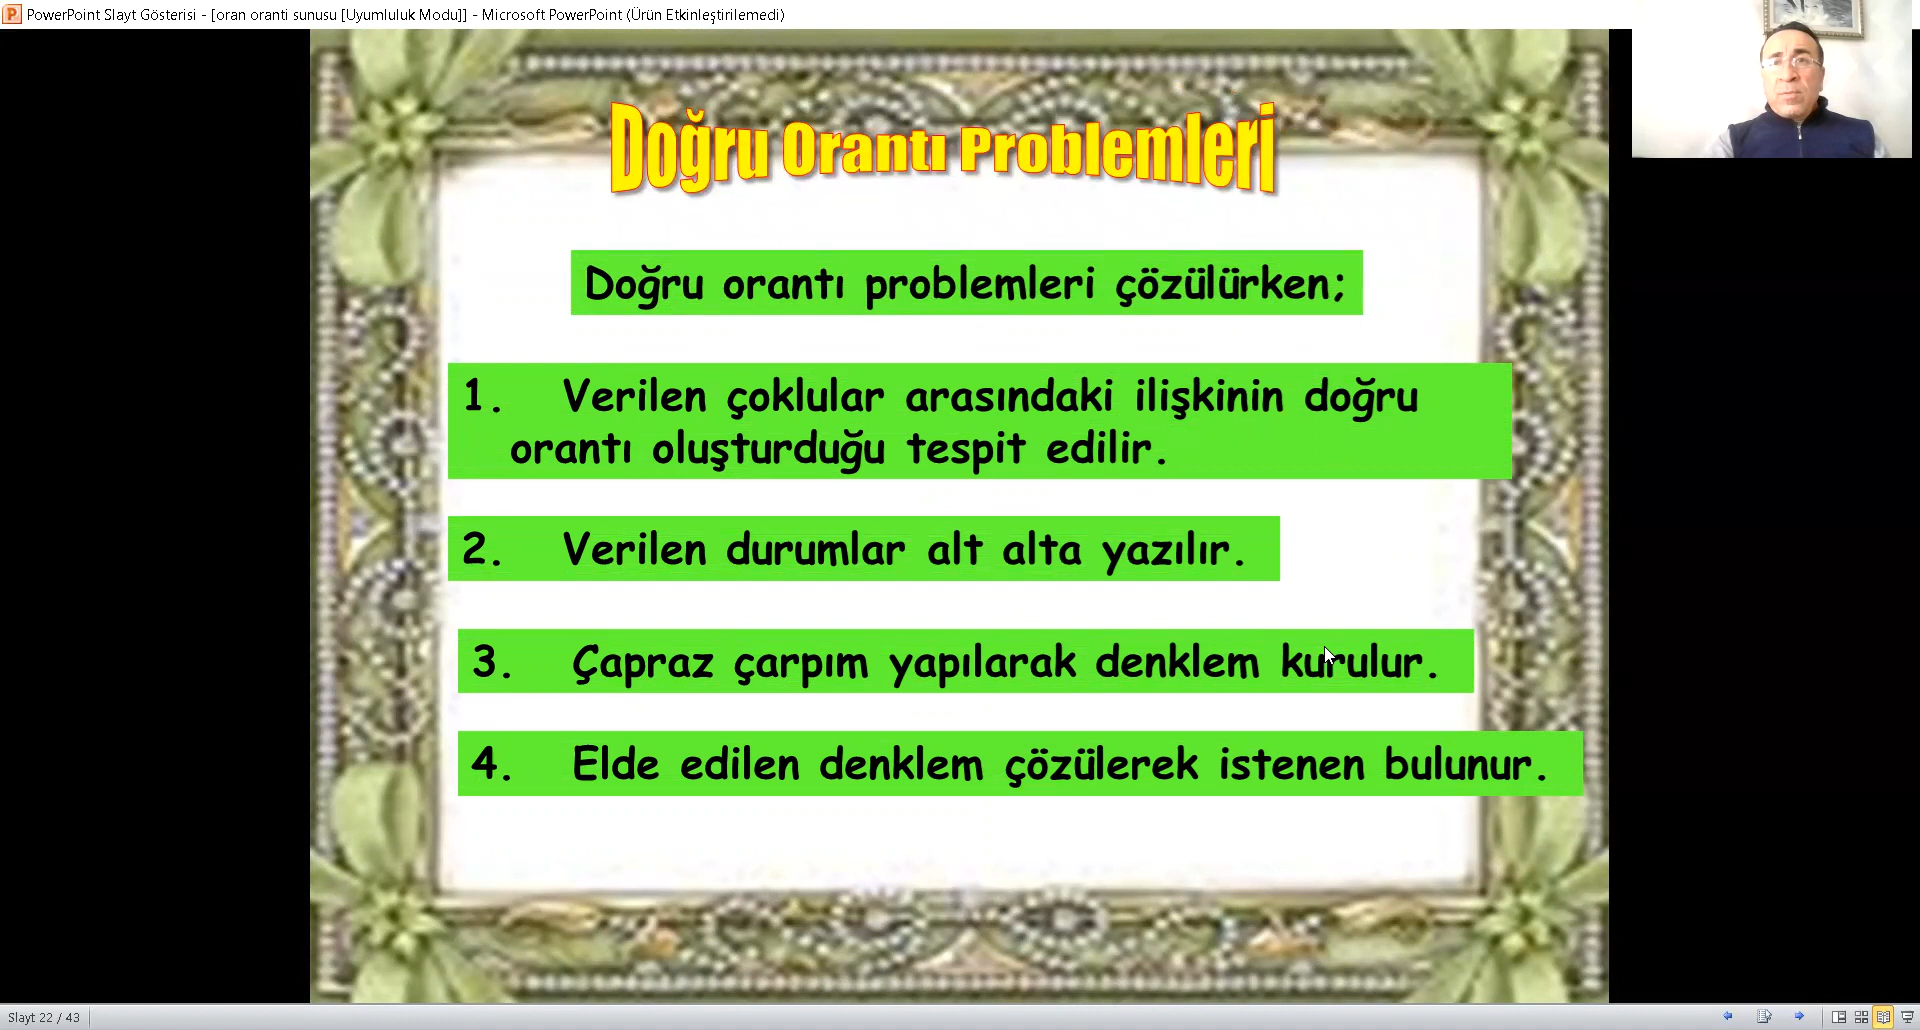 PowerPoint Slayt Gösterisi - [oran oranti sunusu [Uyumluluk Modu]] - Microsoft PowerPoint (Ürün Etkinleştirilemedi)
Doğru Orantı Problemleri
Doğru orantı problemleri çözülürken;
1. Verilen çoklular arasındaki ilişkinin doğru
orantı oluşturduğu tespit edilir.
2. Verilen durumlar alt alta yazılır.
3. Çapraz çarpım yapılarak denklem kurulur.
4. Elde edilen denklem çözülerek istenen bulunur.
Slayt 22 / 43